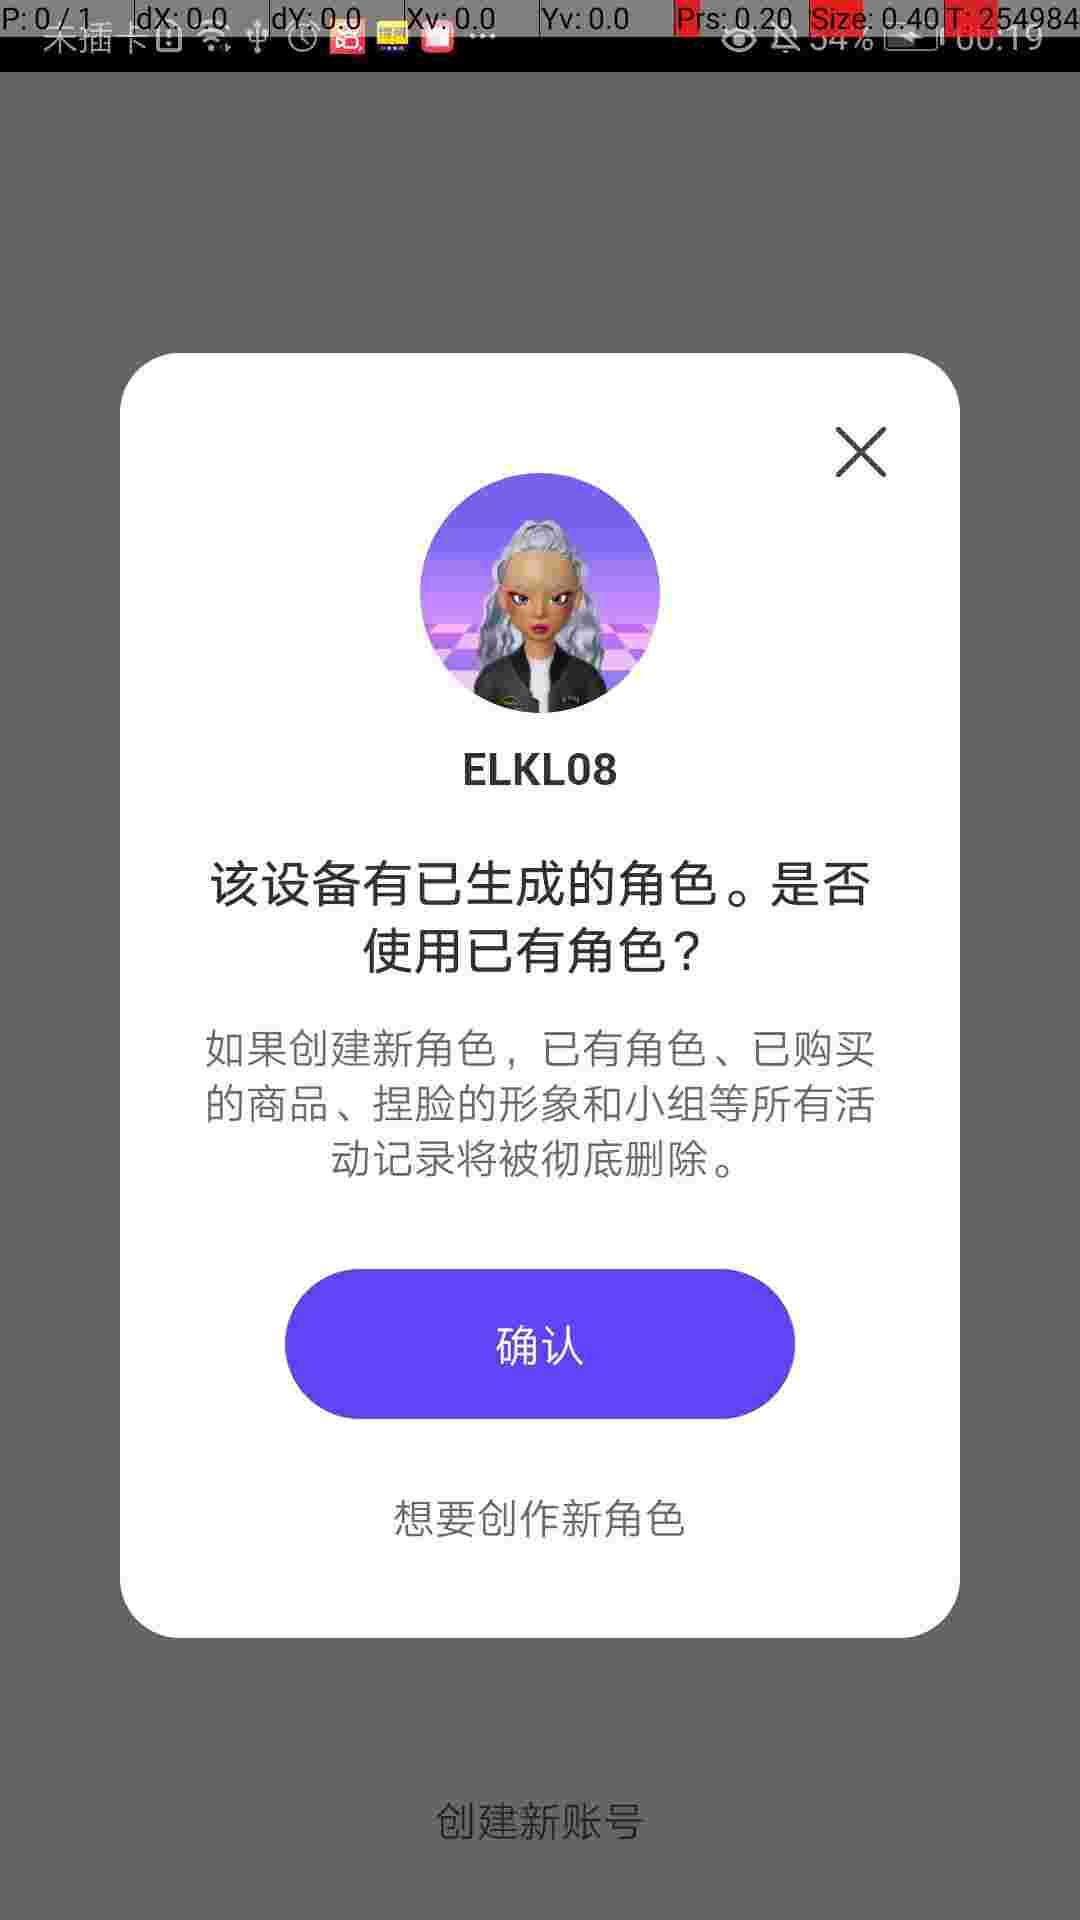 P: 0 / 1 dX: 0.0 dY: 0.0 Xv: 0.0 Yv: 0.0 Prs: 0.20 Size: 0.40 T: 254984
未插卡 54% 00:19
ELKL08
该设备有已生成的角色。是否
使用已有角色？
如果创建新角色，已有角色、已购买
的商品、捏脸的形象和小组等所有活
动记录将被彻底删除。
确认
想要创作新角色
创建新账号